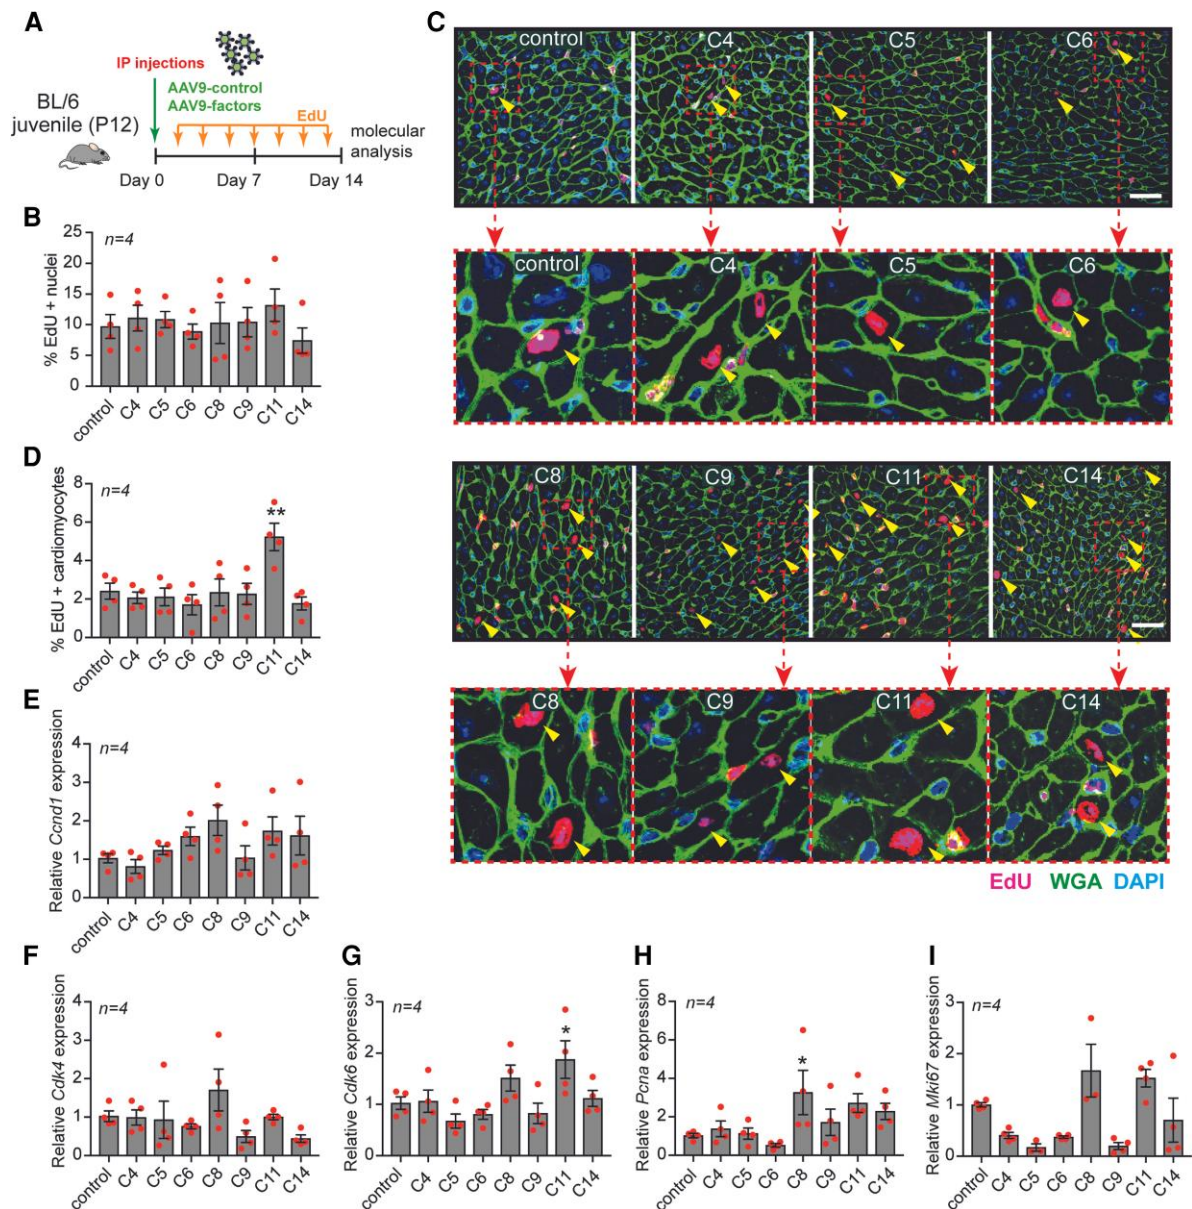 A
IP injections
AAV9-control
AAV9-factors
EdU
BL/6
juvenile (P12)
molecular
analysis
Day 0 Day 7 Day 14
B
n=4
% EdU + nuclei
25
20
15
10
5
0
control C4 C5 C6 C8 C9 C11 C14
C
control C4 C5 C6
control C4 C5 C6
C8 C9 C11 C14
C8 C9 C11 C14
EdU WGA DAPI
D
n=4
% EdU + cardiomyocytes
8
6
4
2
0
**
control C4 C5 C6 C8 C9 C11 C14
E
n=4
Relative Ccnd1 expression
4
3
2
1
0
control C4 C5 C6 C8 C9 C11 C14
F
n=4
Relative Cdk4 expression
4
3
2
1
0
control C4 C5 C6 C8 C9 C11 C14
G
n=4
Relative Cdk6 expression
3
2
1
0
*
control C4 C5 C6 C8 C9 C11 C14
H
n=4
Relative Pcna expression
8
6
4
2
0
*
control C4 C5 C6 C8 C9 C11 C14
I
n=4
Relative Mki67 expression
3
2
1
0
control C4 C5 C6 C8 C9 C11 C14